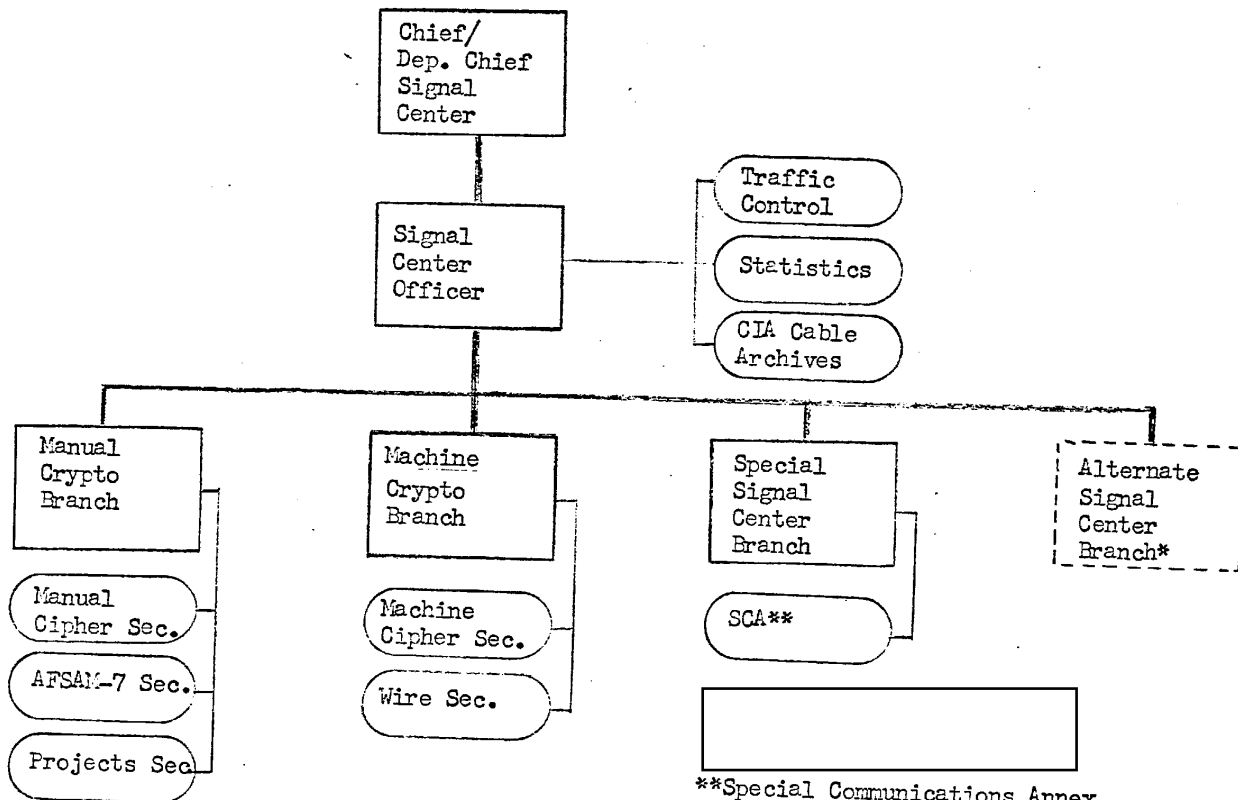 Chief/
Dep. Chief
Signal
Center
Signal
Center
Officer
Traffic
Control
Statistics
CIA Cable
Archives
Manual
Crypto
Branch
Manual
Cipher Sec.
AFSAM-7 Sec.
Projects Sec
Machine
Crypto
Branch
Machine
Cipher Sec.
Wire Sec.
Special
Signal
Center
Branch
SCA**
Alternate
Signal
Center
Branch*
**Special Communications Annex